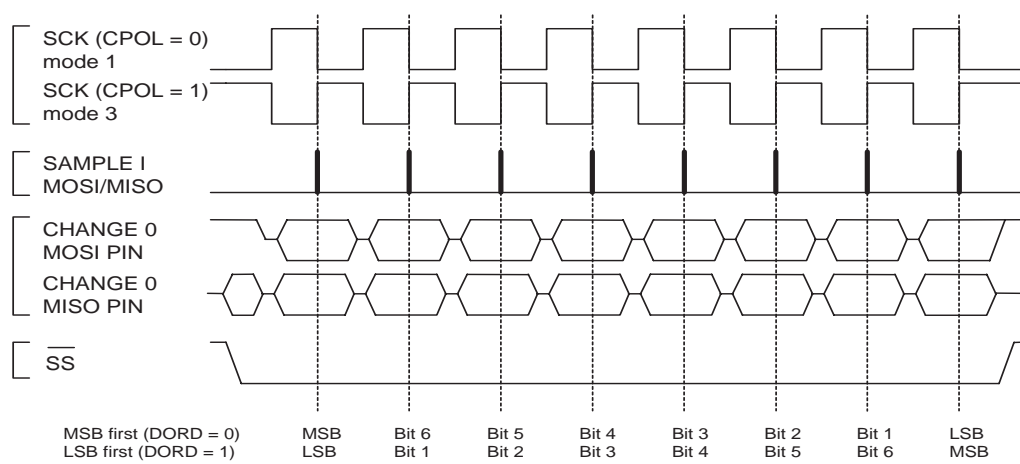 SCK (CPOL = 0)
mode 1
SCK (CPOL = 1)
mode 3
SAMPLE I
MOSI/MISO
CHANGE 0
MOSI PIN
CHANGE 0
MISO PIN
SS
MSB first (DORD = 0) MSB Bit 6 Bit 5 Bit 4 Bit 3 Bit 2 Bit 1 LSB
LSB first (DORD = 1) LSB Bit 1 Bit 2 Bit 3 Bit 4 Bit 5 Bit 6 MSB